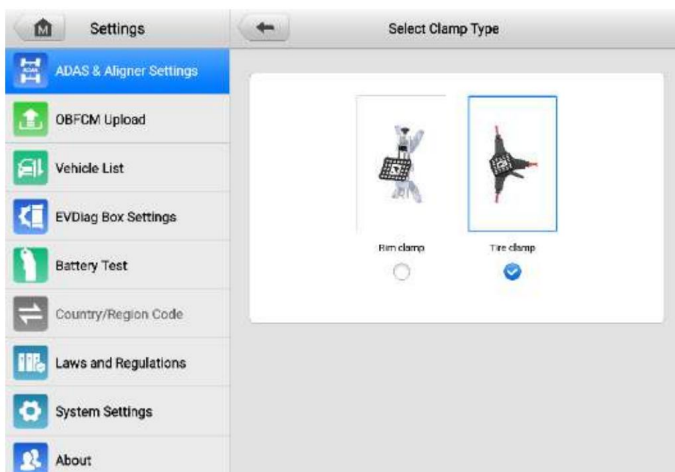 Settings
Select Clamp Type
ADAS & Aligner Settings
OBFCM Upload
Vehicle List
EVDiag Box Settings
Battery Test
Country/Region Code
Laws and Regulations
System Settings
About
Rim clamp
Tire clamp